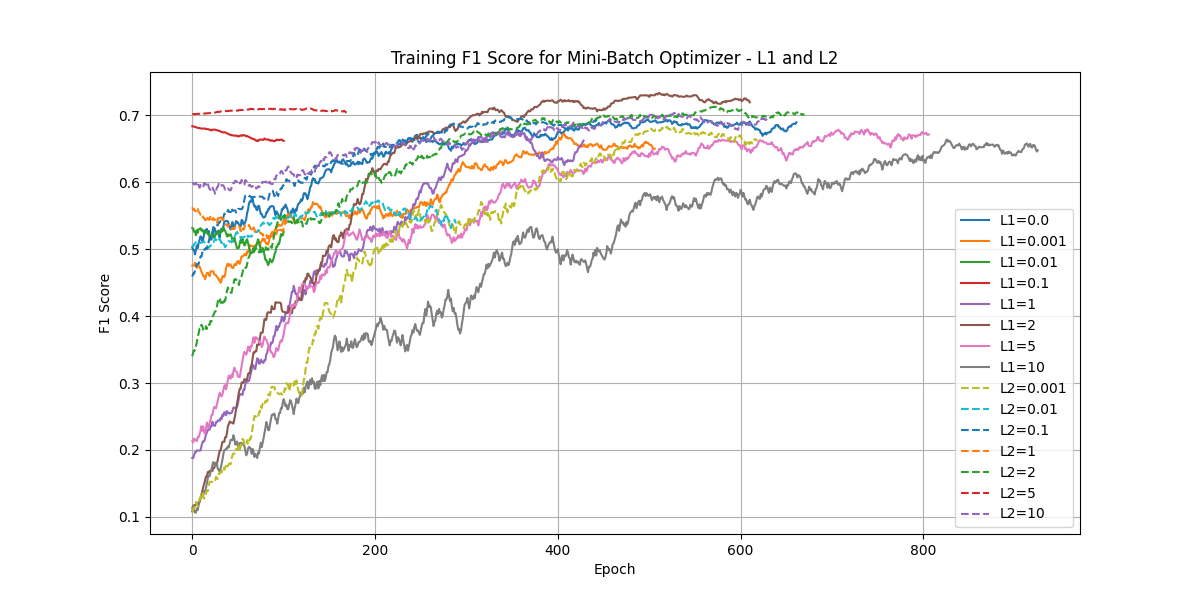 Training F1 Score for Mini-Batch Optimizer - L1 and L2
F1 Score
0.7
0.6
0.5
0.4
0.3
0.2
0.1
0
200
400
600
800
Epoch
L1=0.0
L1=0.001
L1=0.01
L1=0.1
L1=1
L1=2
L1=5
L1=10
L2=0.001
L2=0.01
L2=0.1
L2=1
L2=2
L2=5
L2=10